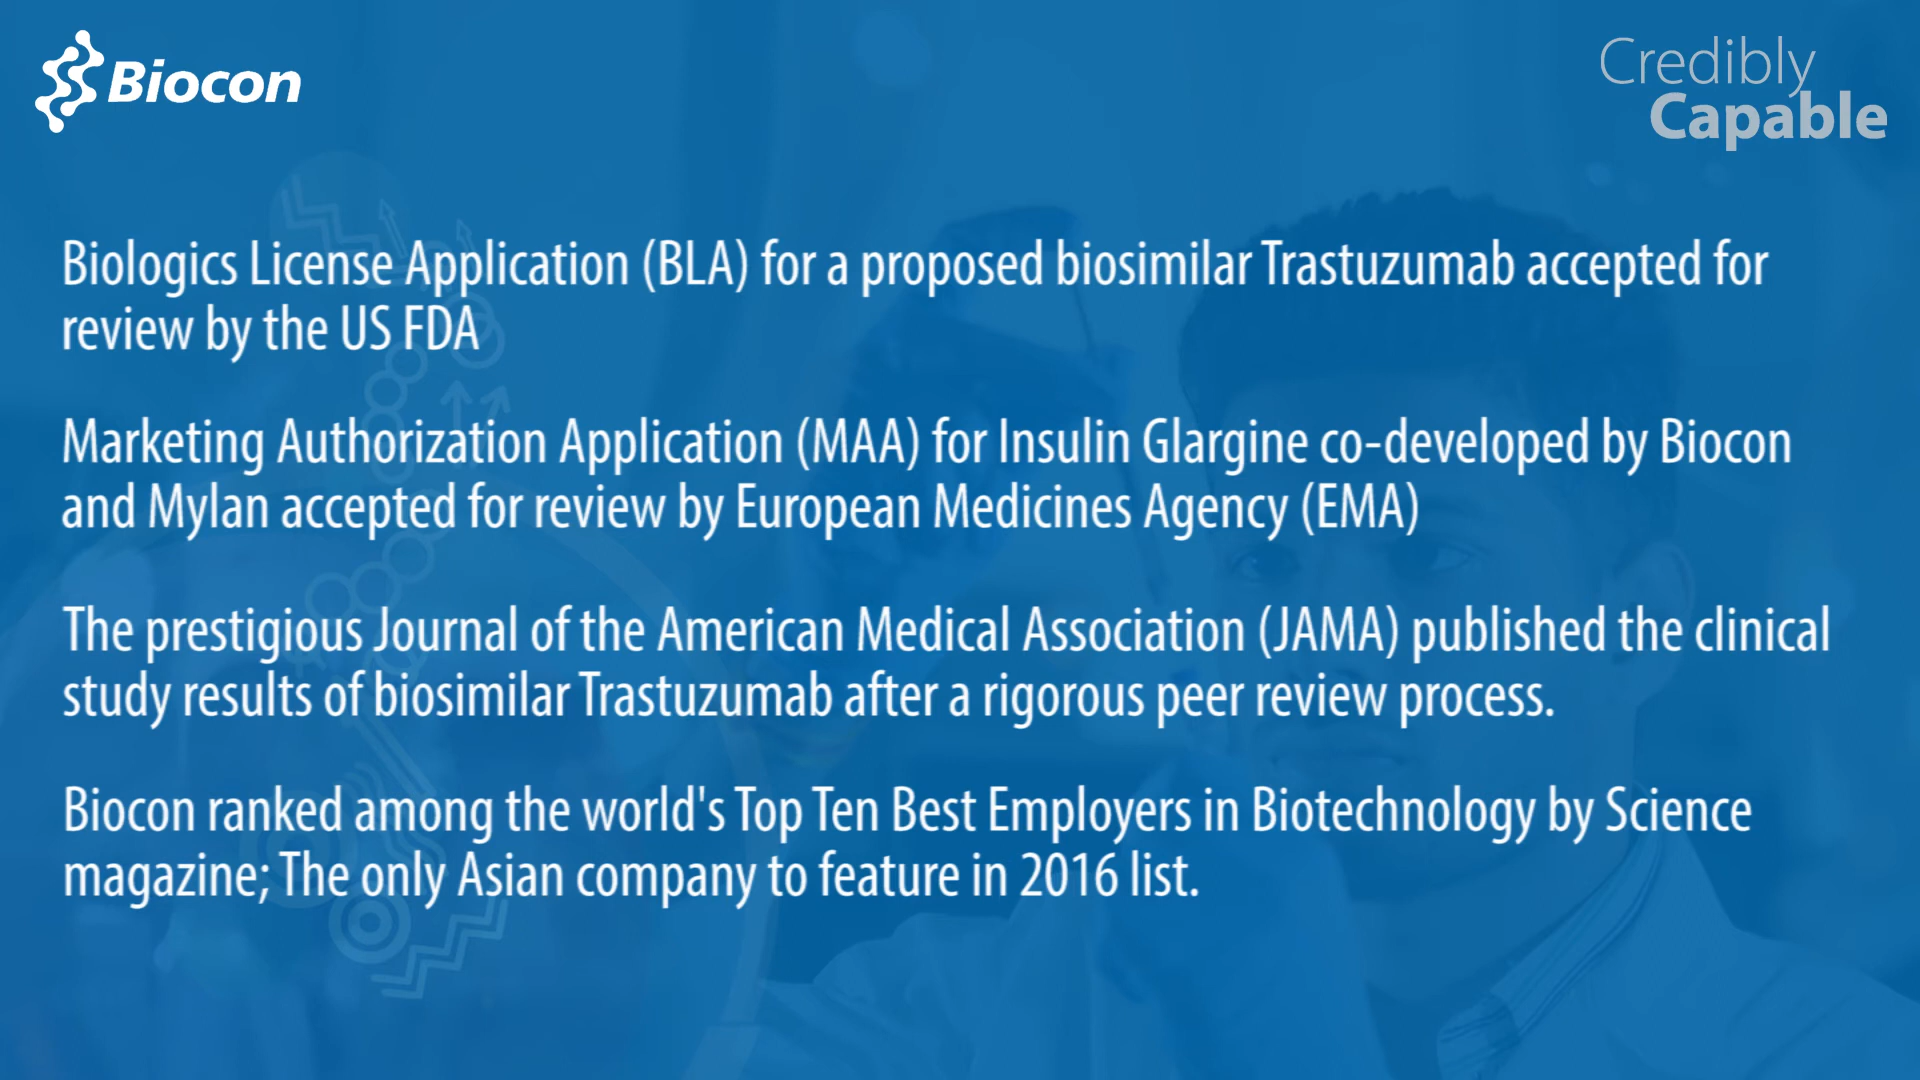 Biocon
Credibly
Capable
Biologics License Application (BLA) for a proposed biosimilar Trastuzumab accepted for
review by the US FDA
Marketing Authorization Application (MAA) for Insulin Glargine co-developed by Biocon
and Mylan accepted for review by European Medicines Agency (EMA)
The prestigious Journal of the American Medical Association (JAMA) published the clinical
study results of biosimilar Trastuzumab after a rigorous peer review process.
Biocon ranked among the world's Top Ten Best Employers in Biotechnology by Science
magazine; The only Asian company to feature in 2016 list.